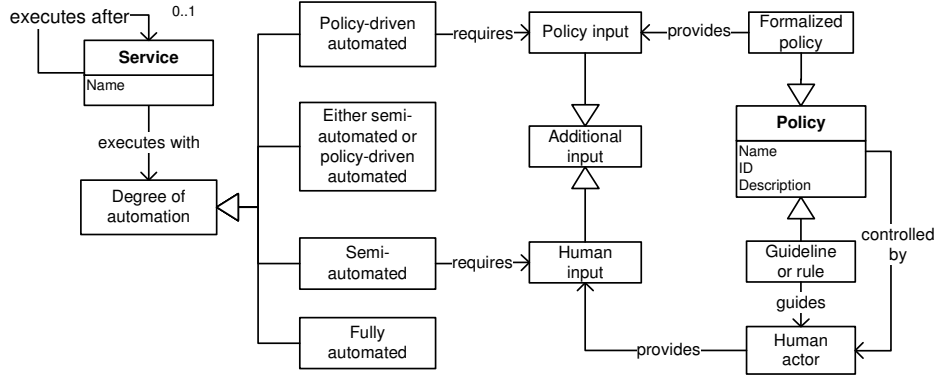 executes after
0..1
Service
Name
executes with
Degree of
automation
Policy-driven
automated
Either semi-
automated or
policy-driven
automated
Semi-
automated
Fully
automated
requires
requires
Policy input
Additional
input
Human
input
provides
provides
Formalized
policy
Policy
Name
ID
Description
Guideline
or rule
guides
Human
actor
controlled
by